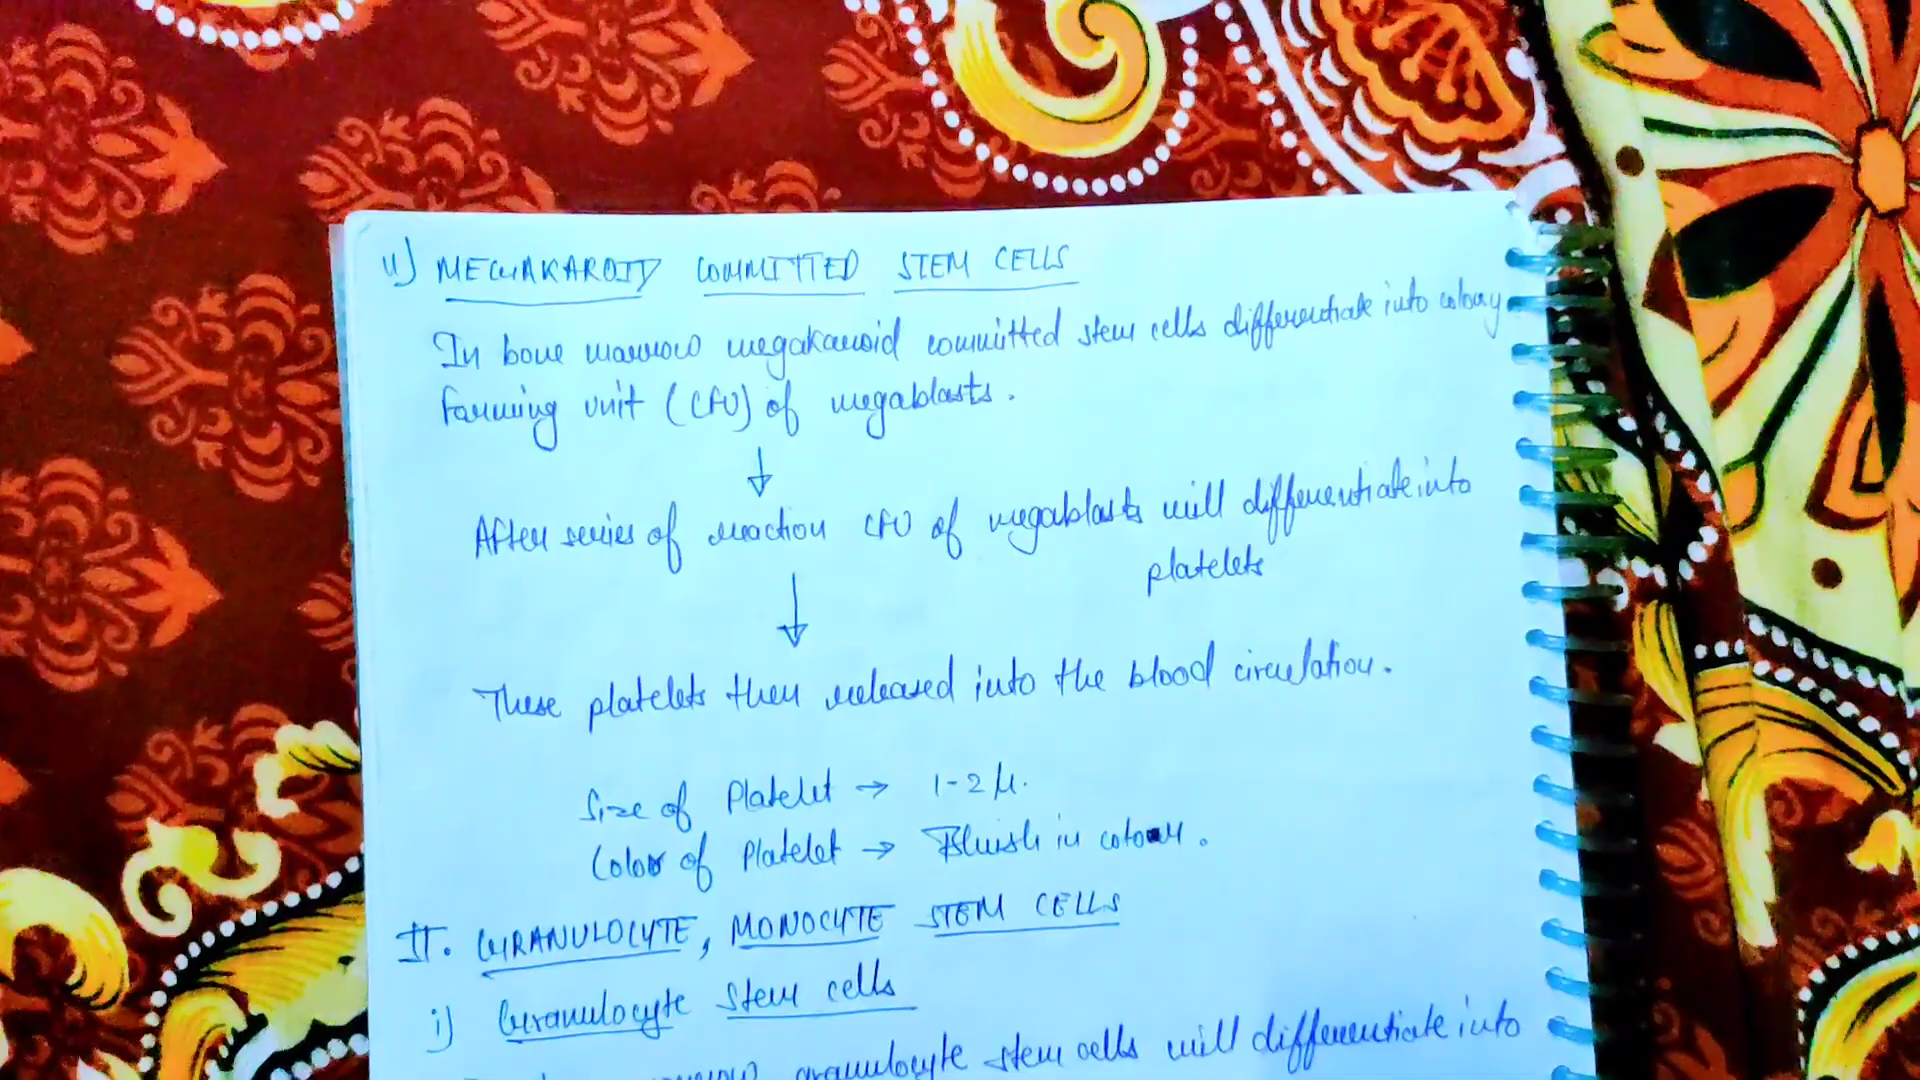 ii) MEGAKAROID COMMITTED STEM CELLS
In bone marrow megakaroid committed stem cells differentiate into colony
forming unit (CFU) of megablasts.
↓
After series of reaction CFU of megablasts will differentiate into
platelets
↓
These platelets then released into the blood circulation.
Size of Platelet → 1-2 μ.
Color of Platelet → Bluish in colour.
II. GRANULOCYTE, MONOCYTE STEM CELLS
i) Granulocyte Stem cells
granulocyte stem cells will differentiate into